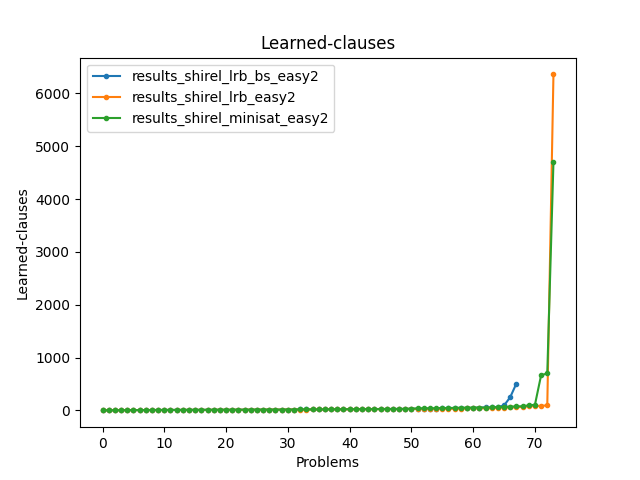 Learned-clauses
results_shirel_lrb_bs_easy2
results_shirel_lrb_easy2
results_shirel_minisat_easy2
6000
5000
4000
3000
2000
1000
0
Learned-clauses
0 10 20 30 40 50 60 70
Problems